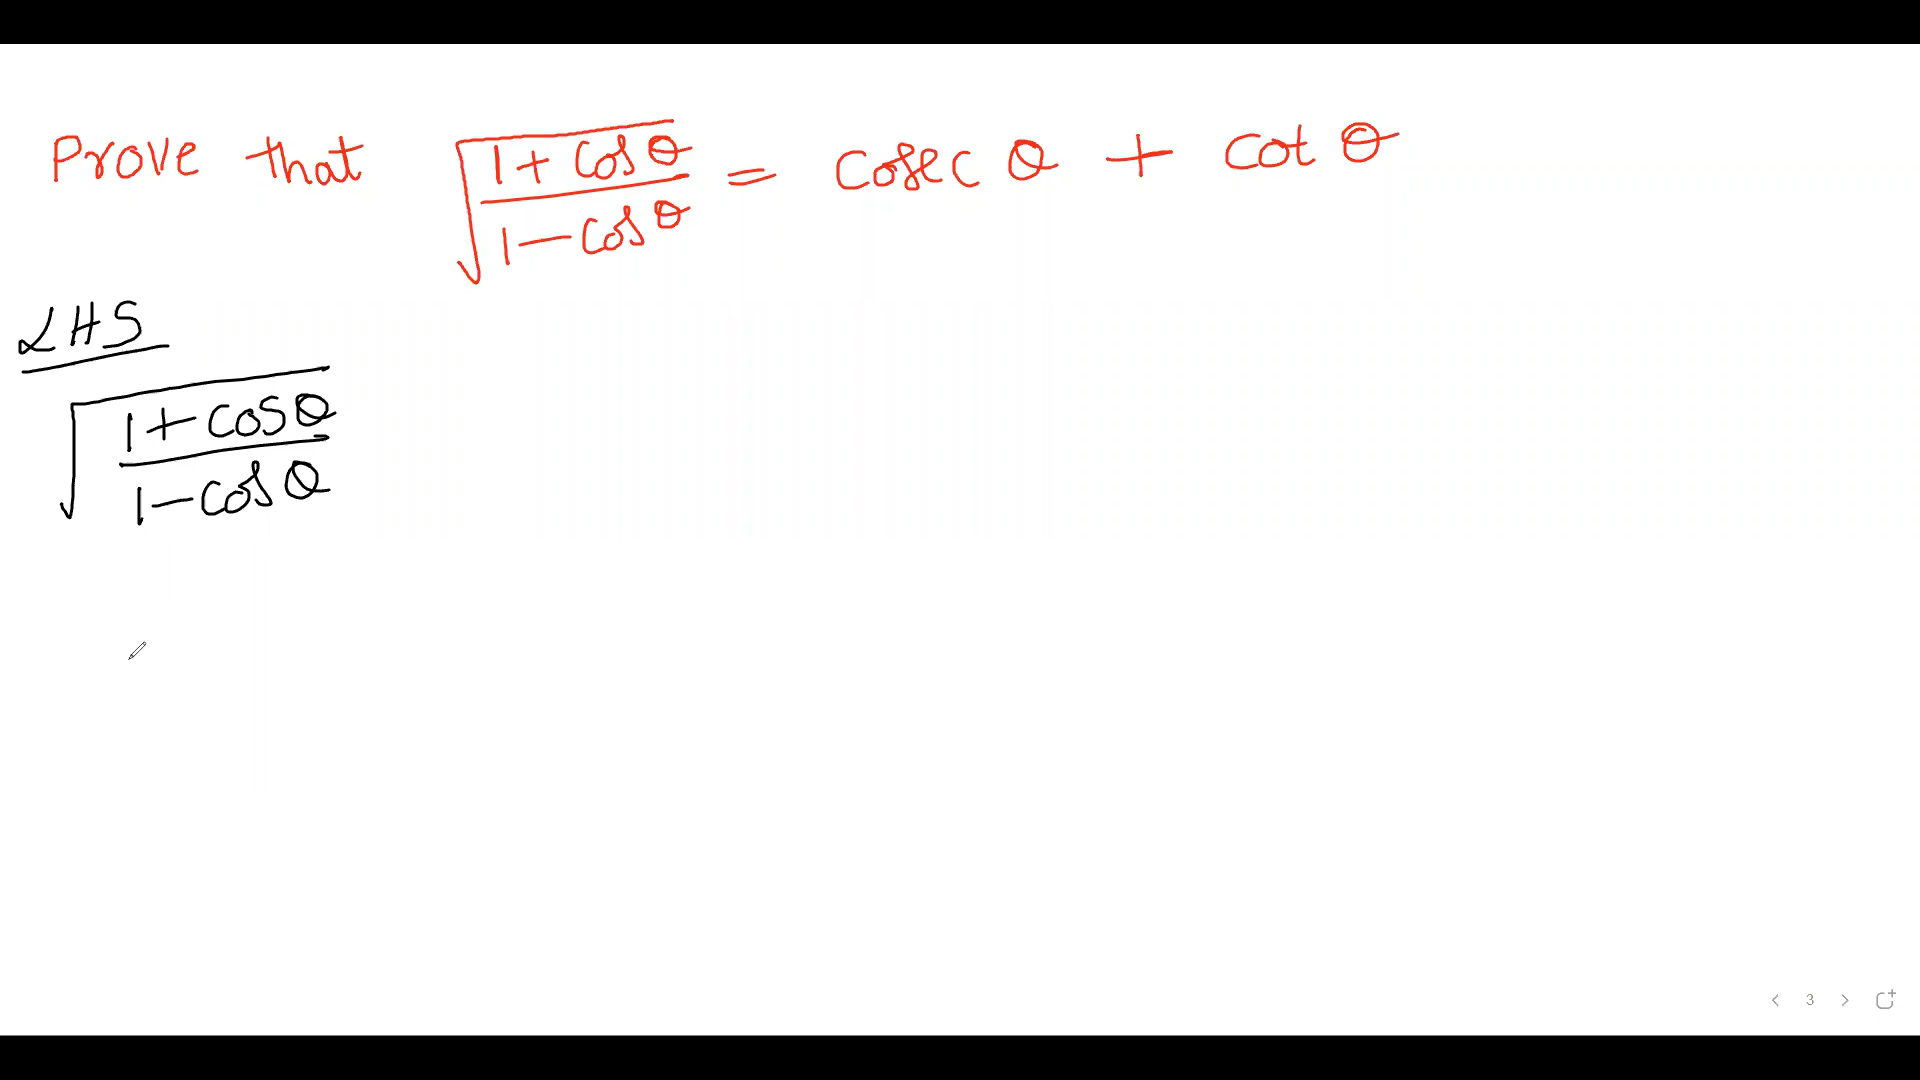 Prove that √((1 + cos θ)/(1 - cos θ)) = cosec θ + cot θ
LHS
√((1 + cos θ)/(1 - cos θ))
3